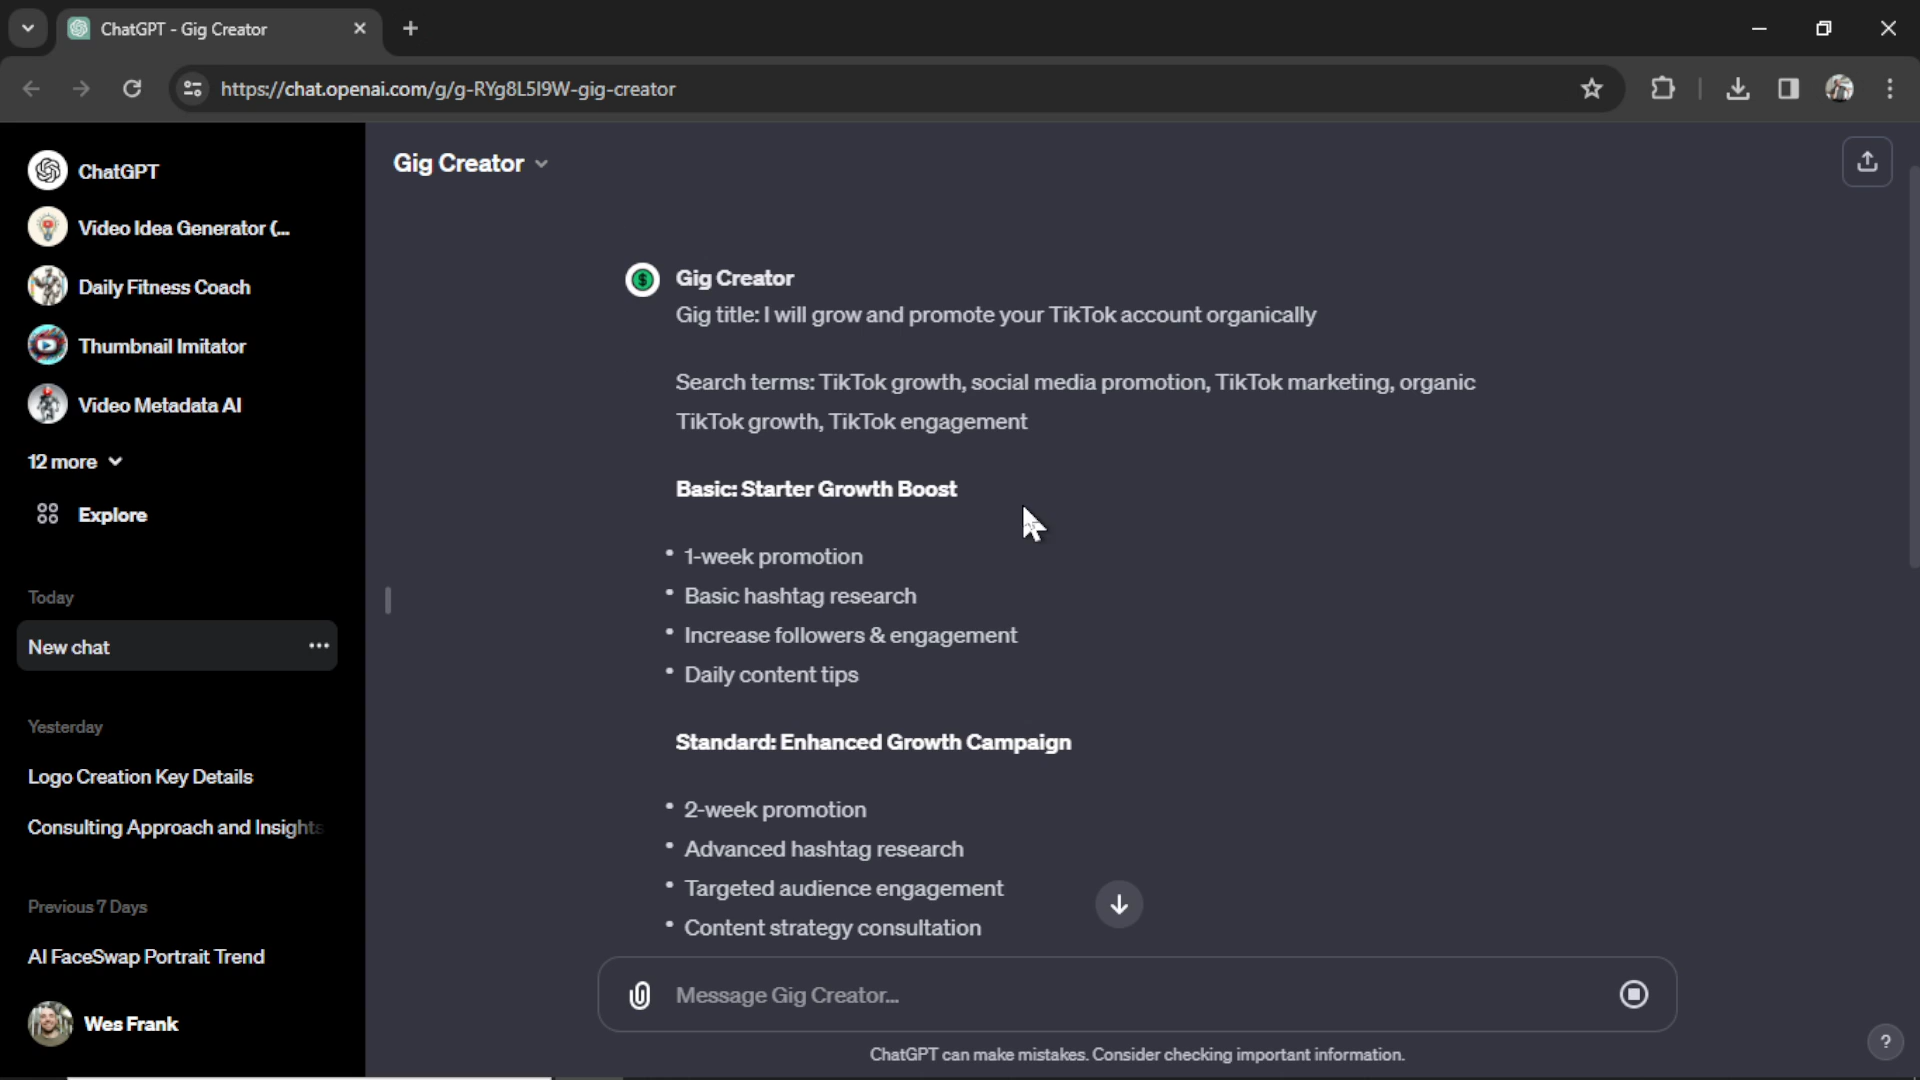 ChatGPT - Gig Creator
https://chat.openai.com/g/g-RYg8L5I9W-gig-creator
ChatGPT
Video Idea Generator (...
Daily Fitness Coach
Thumbnail Imitator
Video Metadata AI
12 more
Explore
Today
New chat
Yesterday
Logo Creation Key Details
Consulting Approach and Insights
Previous 7 Days
AI FaceSwap Portrait Trend
Wes Frank
Gig Creator
Gig Creator
Gig title: I will grow and promote your TikTok account organically
Search terms: TikTok growth, social media promotion, TikTok marketing, organic
TikTok growth, TikTok engagement
Basic: Starter Growth Boost
• 1-week promotion
• Basic hashtag research
• Increase followers & engagement
• Daily content tips
Standard: Enhanced Growth Campaign
• 2-week promotion
• Advanced hashtag research
• Targeted audience engagement
• Content strategy consultation
Message Gig Creator...
ChatGPT can make mistakes. Consider checking important information.
?